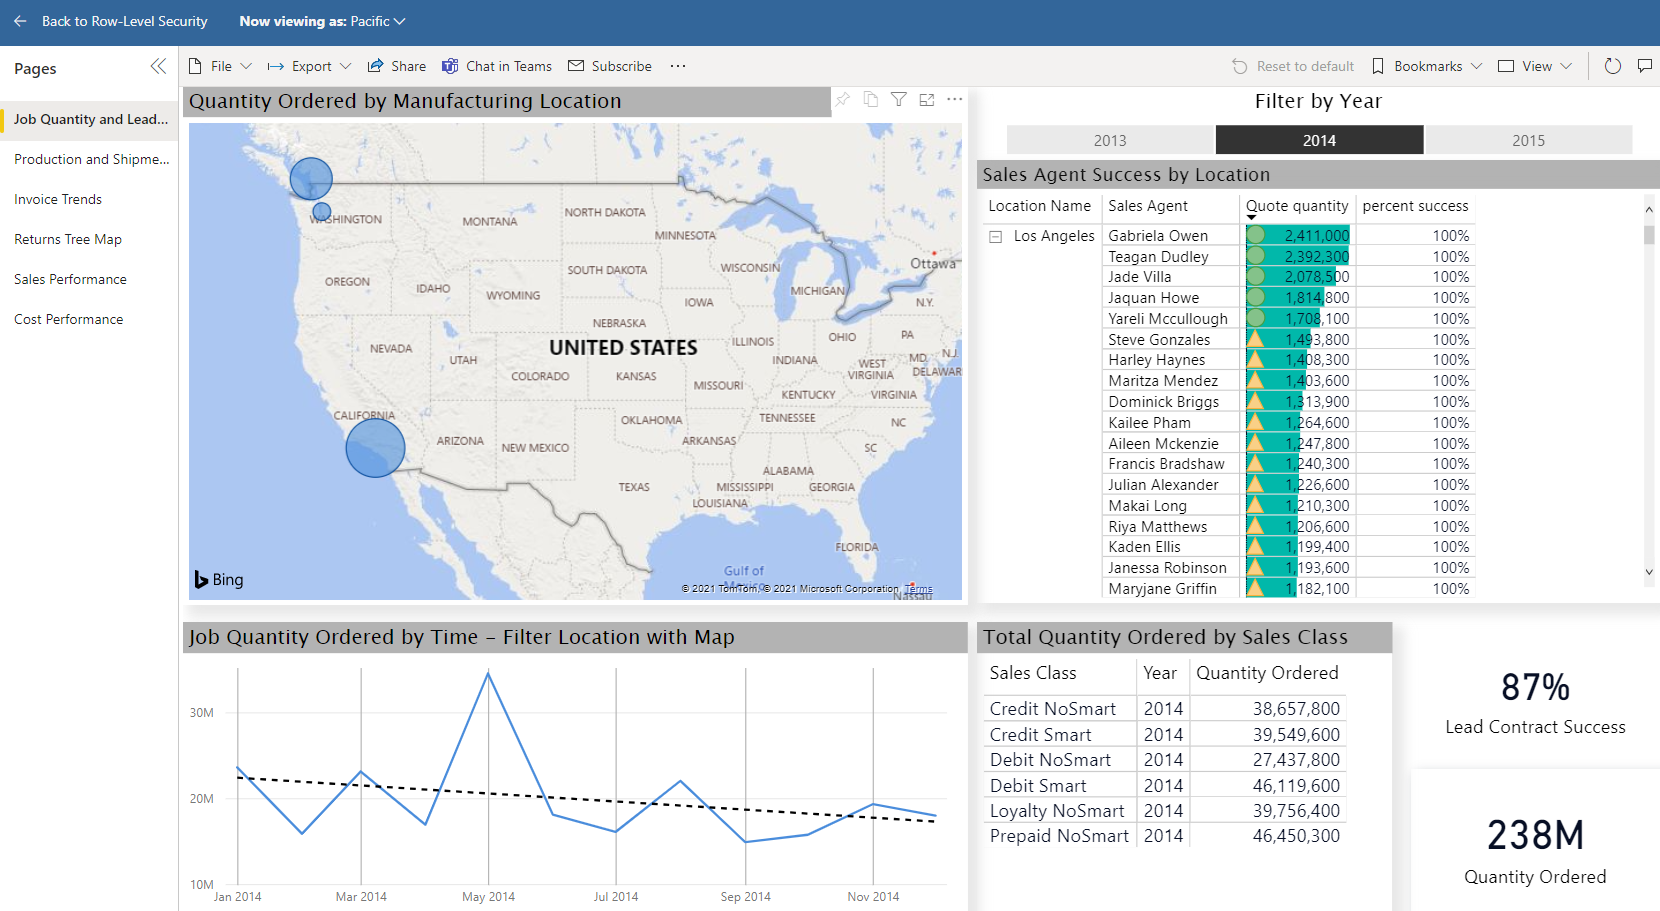 Back to Row-Level Security Now viewing as: Pacific
Pages
File Export Share Chat in Teams Subscribe ... Reset to default Bookmarks View
Job Quantity and Lead...
Production and Shipme...
Invoice Trends
Returns Tree Map
Sales Performance
Cost Performance
Quantity Ordered by Manufacturing Location
WASHINGTON
MONTANA
NORTH DAKOTA
MINNESOTA
OREGON
IDAHO
SOUTH DAKOTA
WISCONSIN
Ottawa
WYOMING
IOWA
MICHIGAN
N.Y.
NEBRASKA
NEVADA
UTAH
UNITED STATES
ILLINOIS
INDIANA
OHIO
PA
MD
N.J.
COLORADO
KANSAS
MISSOURI
WEST
VIRGINIA
DELAWAR
KENTUCKY
VIRGINIA
CALIFORNIA
ARIZONA
NEW MEXICO
OKLAHOMA
ARKANSAS
TENNESSEE
NC
SC
TEXAS
ALABAMA
MISSISSIPPI
GEORGIA
LOUISIANA
FLORIDA
Gulf of
Mexico
Nassau
Bing
© 2021 TomTom, © 2021 Microsoft Corporation Terms
Filter by Year
2013 2014 2015
Sales Agent Success by Location
Location Name Sales Agent Quote quantity percent success
Los Angeles Gabriela Owen 2,411,000 100%
Teagan Dudley 2,392,300 100%
Jade Villa 2,078,500 100%
Jaquan Howe 1,814,800 100%
Yareli Mccullough 1,708,100 100%
Steve Gonzales 1,493,800 100%
Harley Haynes 1,408,300 100%
Maritza Mendez 1,403,600 100%
Dominick Briggs 1,313,900 100%
Kailee Pham 1,264,600 100%
Aileen Mckenzie 1,247,800 100%
Francis Bradshaw 1,240,300 100%
Julian Alexander 1,226,600 100%
Makai Long 1,210,300 100%
Riya Matthews 1,206,600 100%
Kaden Ellis 1,199,400 100%
Janessa Robinson 1,193,600 100%
Maryjane Griffin 1,182,100 100%
Job Quantity Ordered by Time – Filter Location with Map
30M
20M
10M
Jan 2014 Mar 2014 May 2014 Jul 2014 Sep 2014 Nov 2014
Total Quantity Ordered by Sales Class
Sales Class Year Quantity Ordered
Credit NoSmart 2014 38,657,800
Credit Smart 2014 39,549,600
Debit NoSmart 2014 27,437,800
Debit Smart 2014 46,119,600
Loyalty NoSmart 2014 39,756,400
Prepaid NoSmart 2014 46,450,300
87%
Lead Contract Success
238M
Quantity Ordered